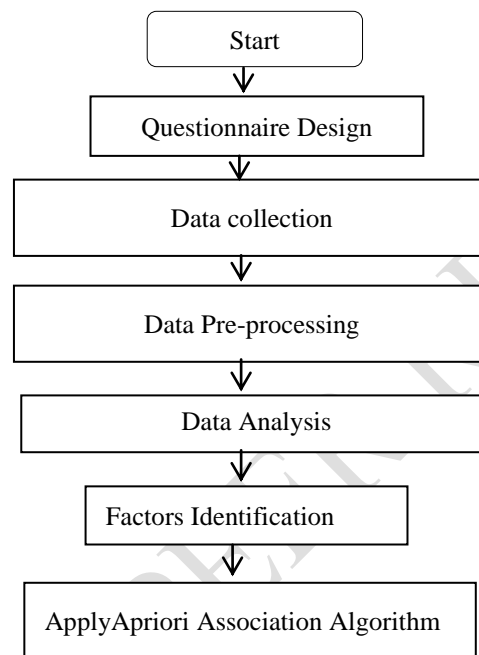 Start
Questionnaire Design
Data collection
Data Pre-processing
Data Analysis
Factors Identification
ApplyApriori Association Algorithm